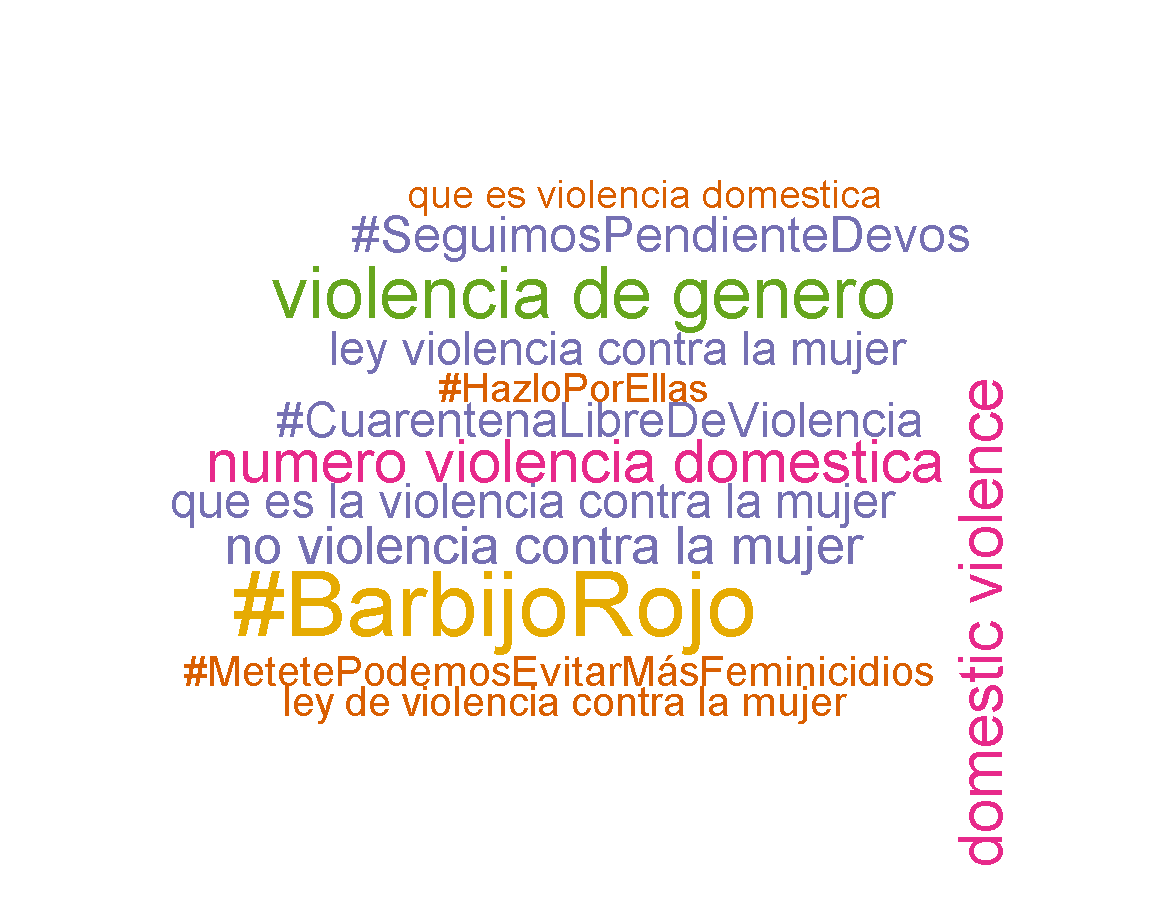 que es violencia domestica
#SeguimosPendienteDevos
violencia de genero
ley violencia contra la mujer
#HazloPorEllas
#CuarentenaLibreDeViolencia
numero violencia domestica
que es la violencia contra la mujer
no violencia contra la mujer
#BarbijoRojo
#MetetePodemosEvitarMásFeminicidios
ley de violencia contra la mujer
domestic violence